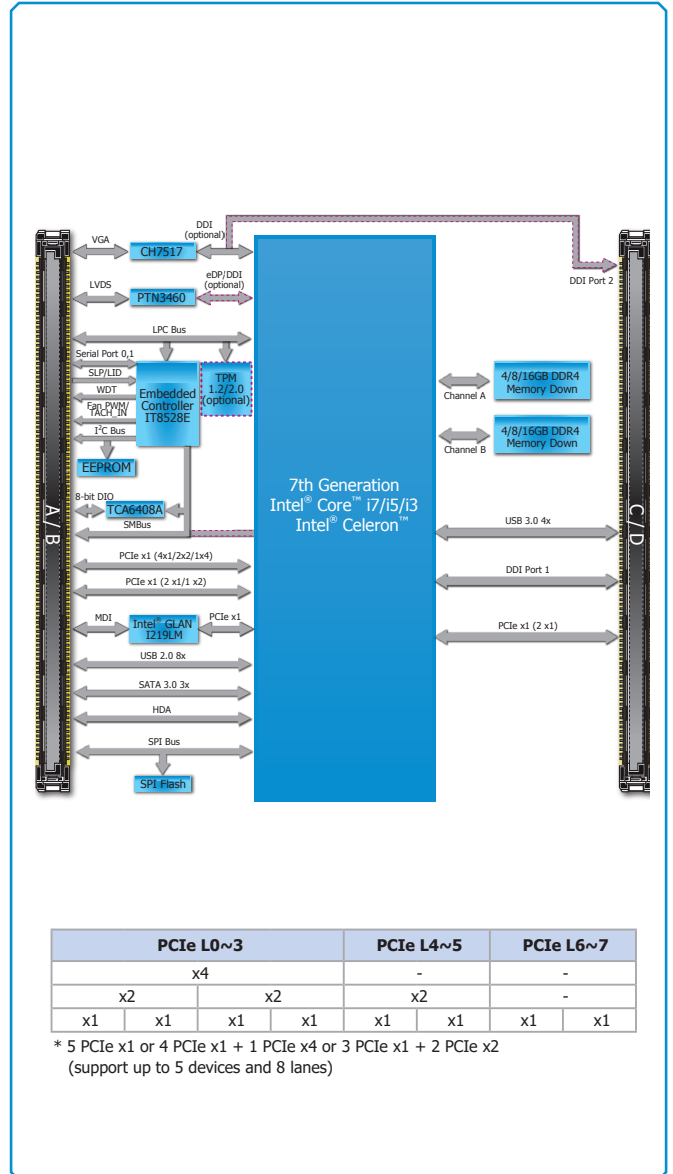 DDI
(optional)
VGA
CH7517
DDI Port 2
eDP/DDI
(optional)
LVDS
PTN3460
LPC Bus
Serial Port 0,1
SLP/LID
WDT
Fan PWM/
TACH_IN
I²C Bus
Embedded
Controller
IT8528E
TPM
1.2/2.0
(optional)
EEPROM
8-bit DIO
TCA6408A
SMBus
PCIe x1 (4x1/2x2/1x4)
PCIe x1 (2 x1/1 x2)
MDI
Intel® GLAN
I219LM
PCIe x1
USB 2.0 8x
SATA 3.0 3x
HDA
SPI Bus
SPI Flash
A/B
7th Generation
Intel® Core™ i7/i5/i3
Intel® Celeron™
Channel A
4/8/16GB DDR4
Memory Down
Channel B
4/8/16GB DDR4
Memory Down
USB 3.0 4x
DDI Port 1
PCIe x1 (2 x1)
C/D
PCIe L0~3 PCIe L4~5 PCIe L6~7
x4 - -
x2 x2 x2 -
x1 x1 x1 x1 x1 x1 x1 x1
* 5 PCIe x1 or 4 PCIe x1 + 1 PCIe x4 or 3 PCIe x1 + 2 PCIe x2
(support up to 5 devices and 8 lanes)